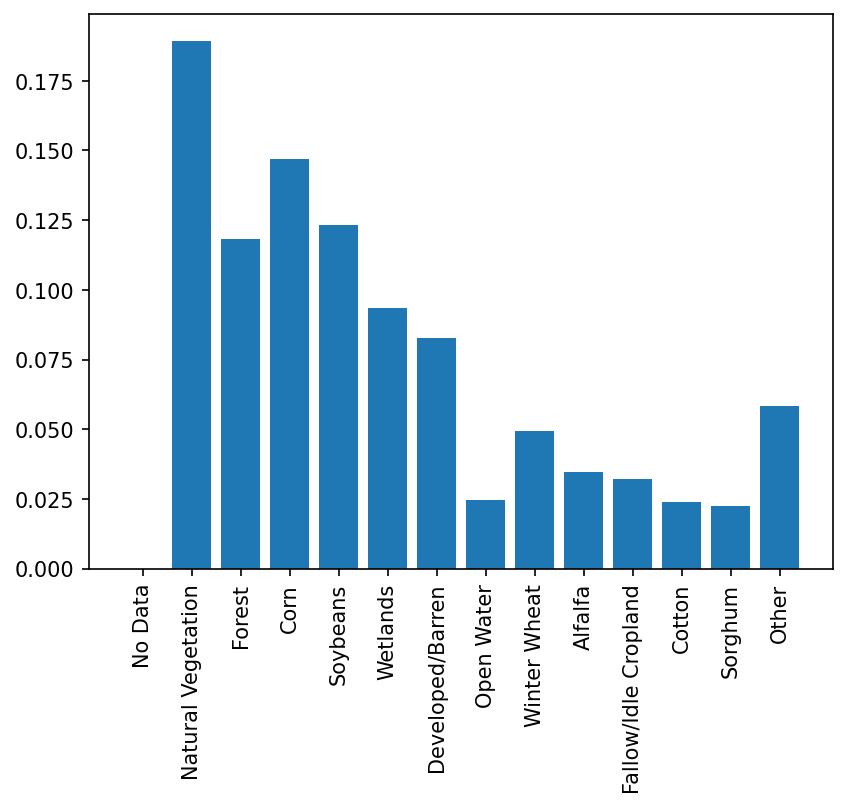 0.175
0.150
0.125
0.100
0.075
0.050
0.025
0.000
No Data
Natural Vegetation
Forest
Corn
Soybeans
Wetlands
Developed/Barren
Open Water
Winter Wheat
Alfalfa
Fallow/Idle Cropland
Cotton
Sorghum
Other